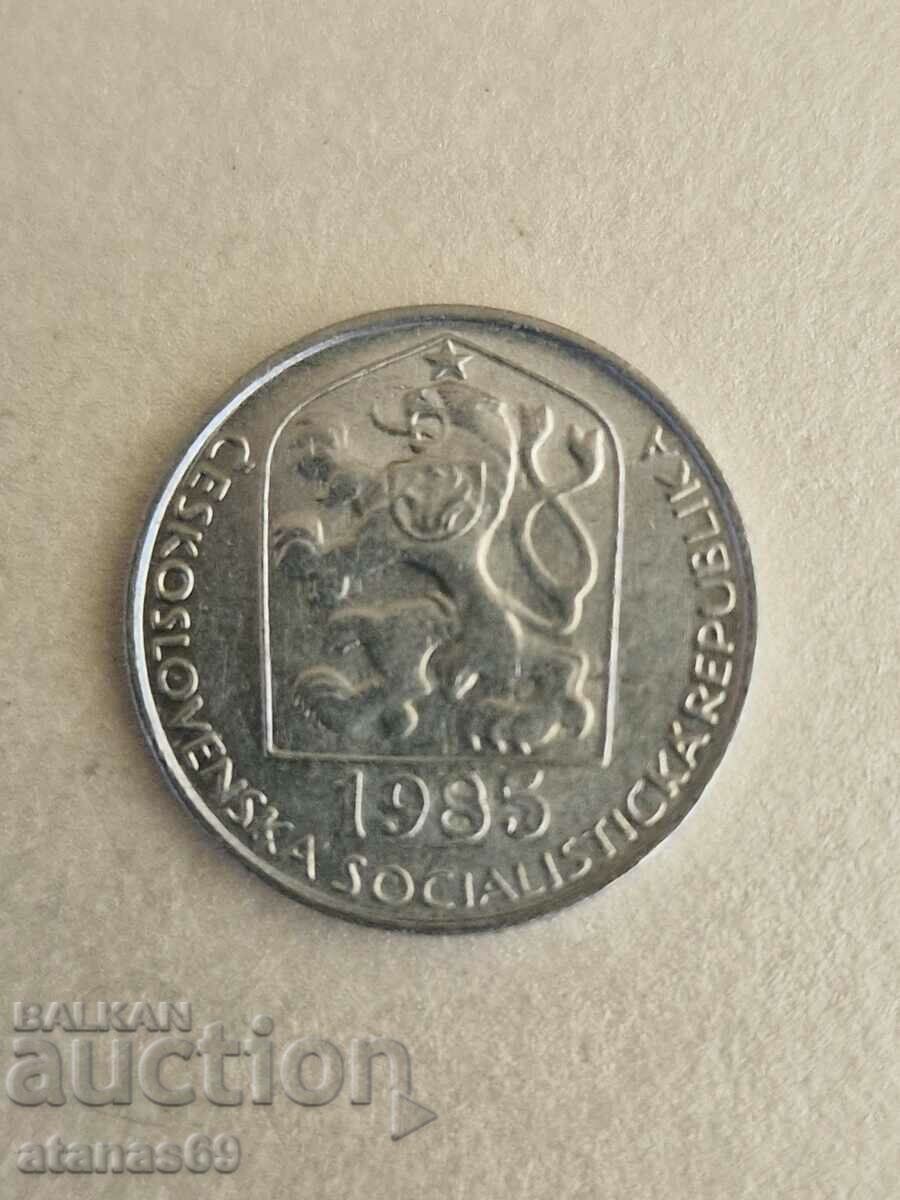 ČESKOSLOVENSKÁ SOCIALISTICKÁ REPUBLIKA
1985
BALKAN
auction
atanas69